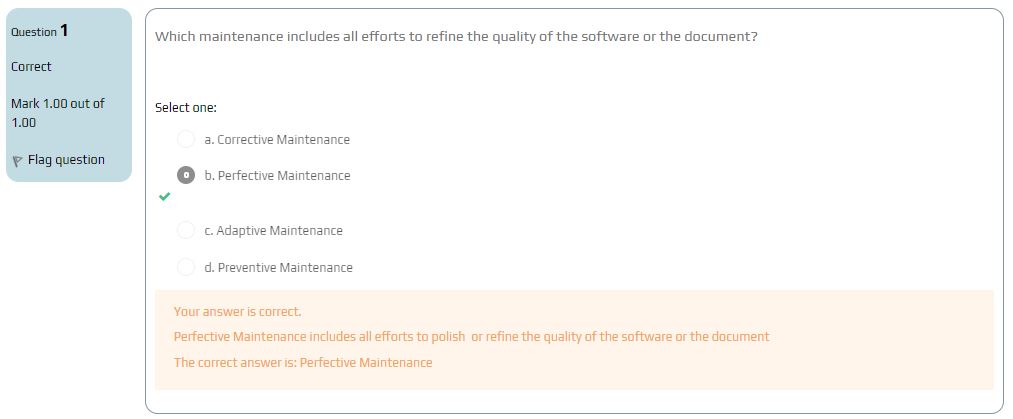 Question 1
Correct
Mark 1.00 out of
1.00
Flag question
Which maintenance includes all efforts to refine the quality of the software or the document?
Select one:
a. Corrective Maintenance
b. Perfective Maintenance
c. Adaptive Maintenance
d. Preventive Maintenance
Your answer is correct.
Perfective Maintenance includes all efforts to polish or refine the quality of the software or the document
The correct answer is: Perfective Maintenance